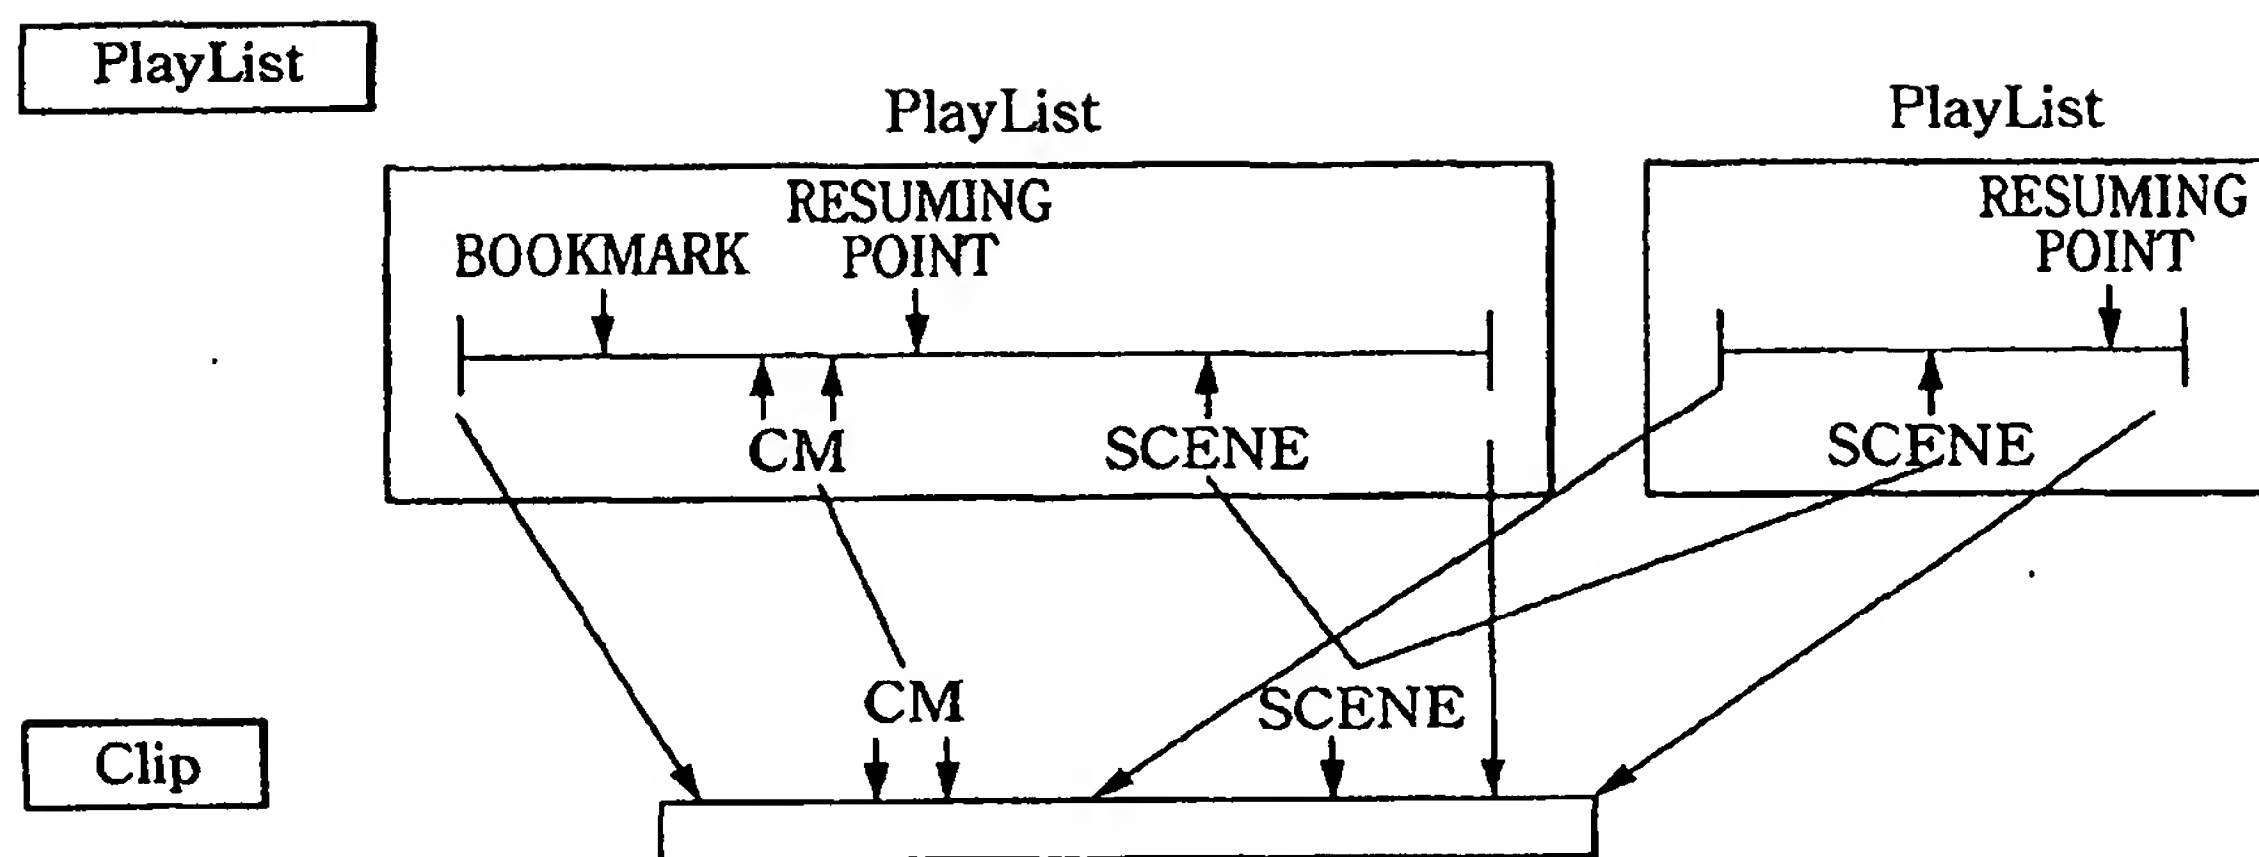 PlayList
PlayList
PlayList
RESUMING
POINT
BOOKMARK
CM
SCENE
RESUMING
POINT
SCENE
CM
SCENE
Clip